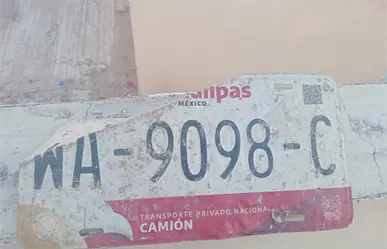 ulipas
MÉXICO
WA-9098-C
TRANSPORTE PRIVADO NACIONAL
CAMIÓN